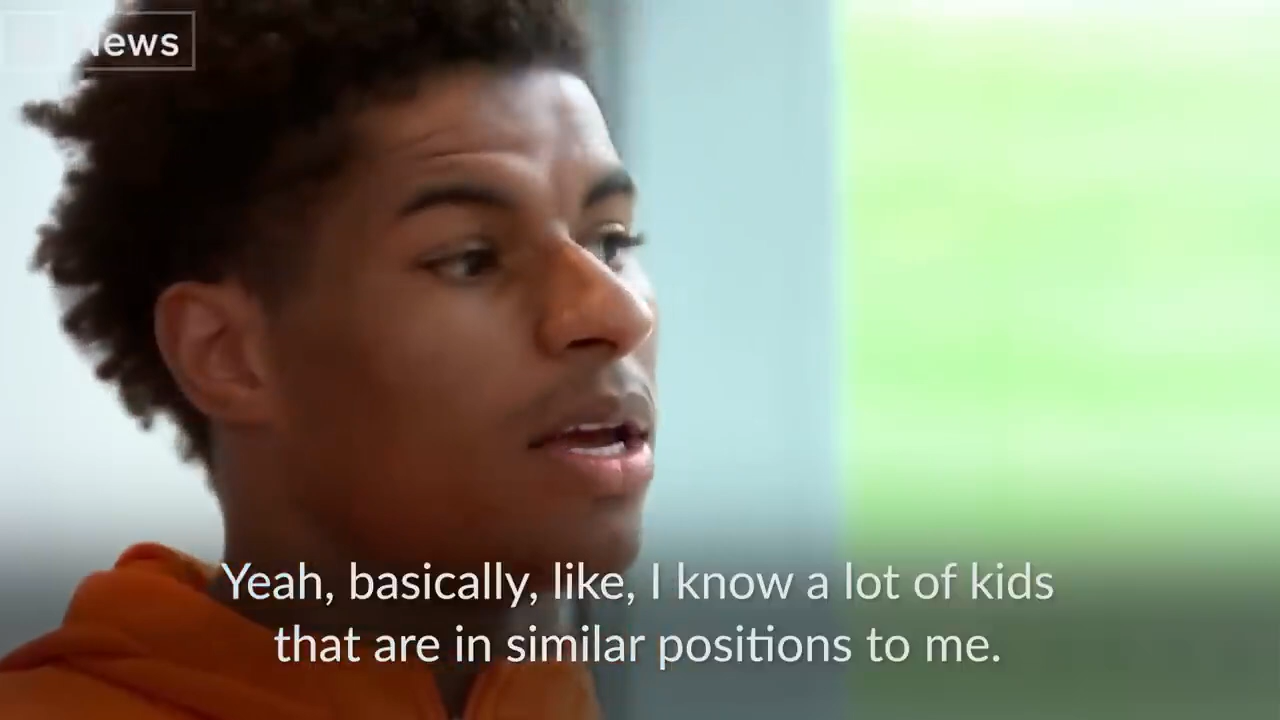 News
Yeah, basically, like, I know a lot of kids
that are in similar positions to me.